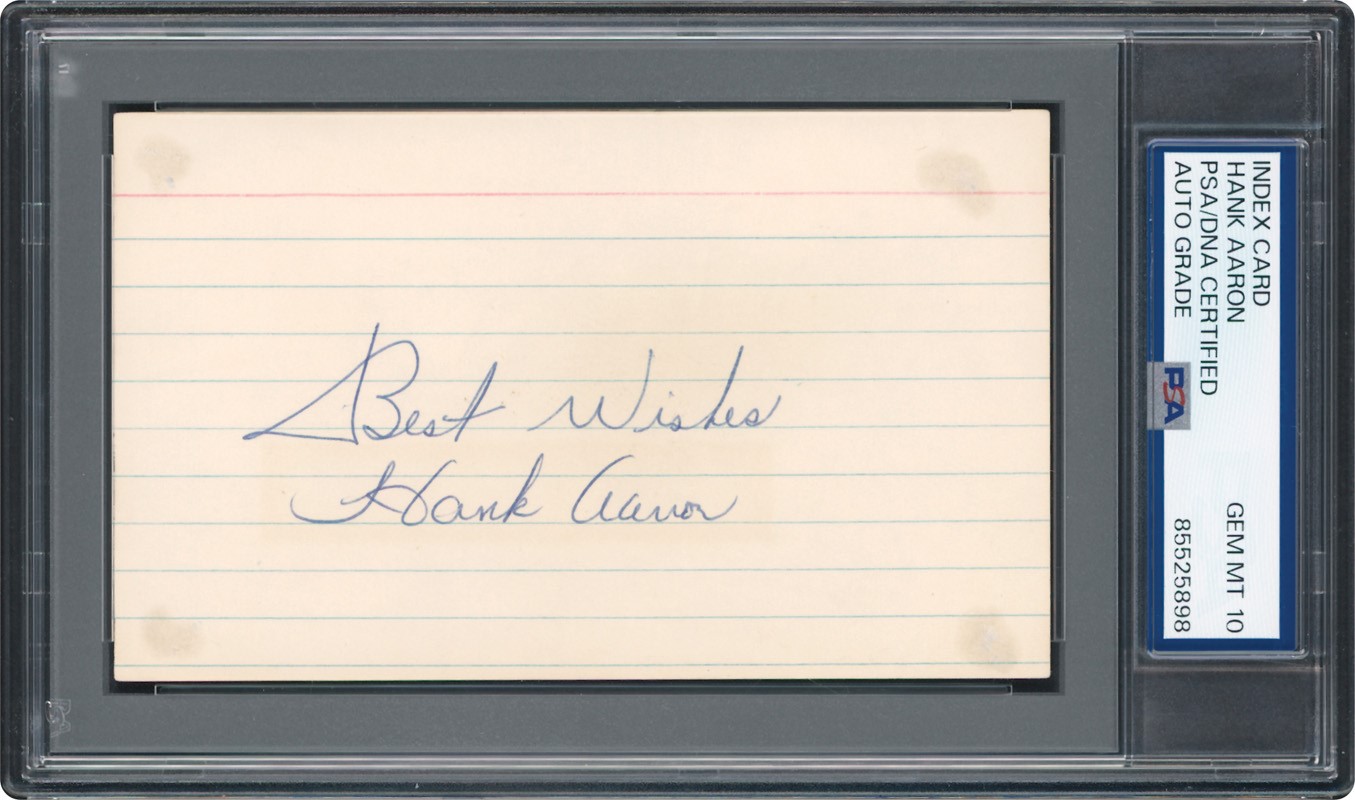 Best Wishes
Hank Aaron
INDEX CARD
HANK AARON GEM MT 10
PSA/DNA CERTIFIED
AUTO GRADE 85525898
PSA